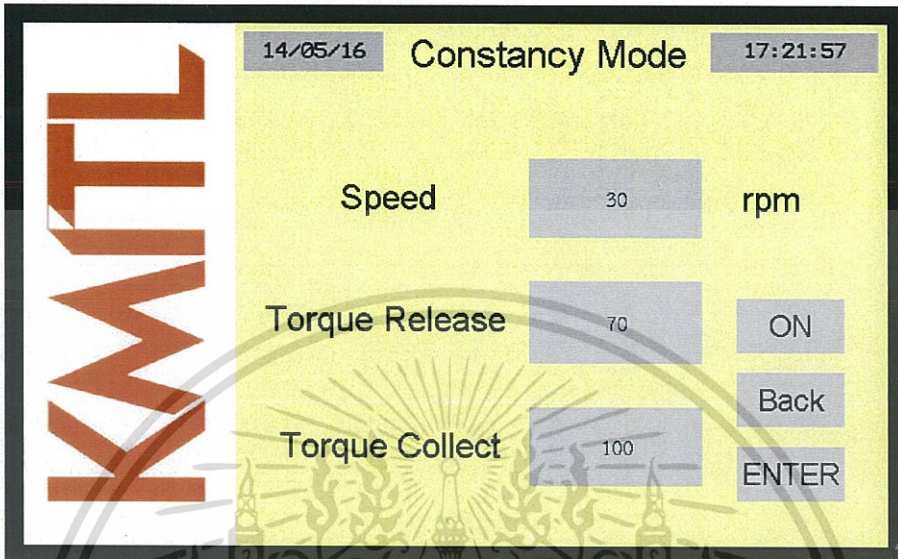 KMITL
14/05/16 Constancy Mode 17:21:57
Speed 30 rpm
Torque Release 70 ON
Back
Torque Collect 100
ENTER